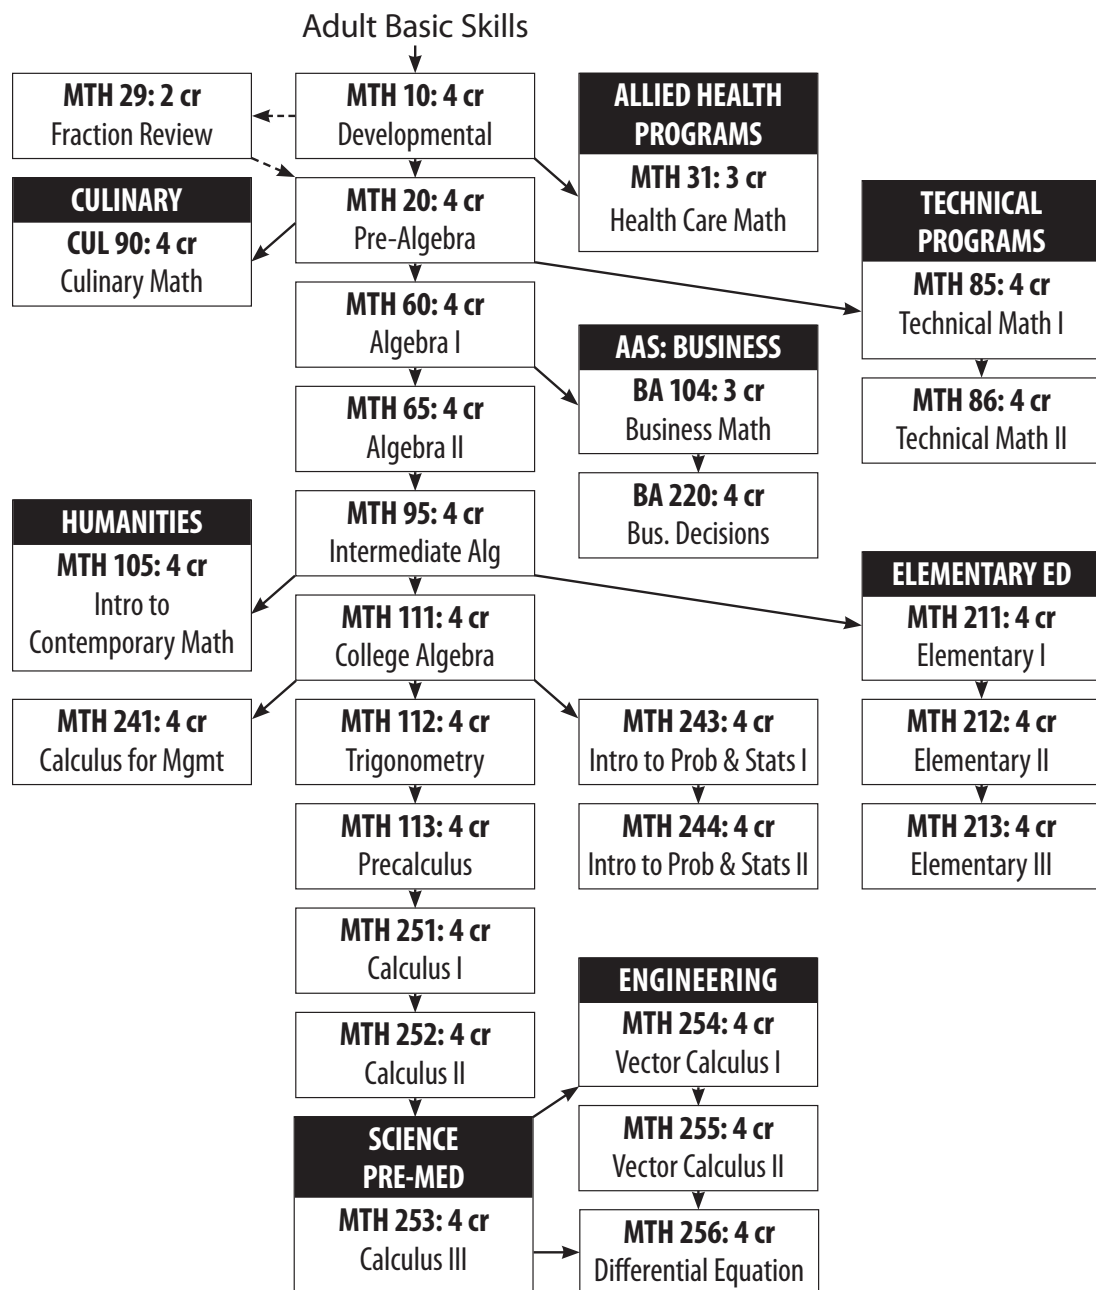 Adult Basic Skills
MTH 29: 2 cr
Fraction Review
MTH 10: 4 cr
Developmental
ALLIED HEALTH
PROGRAMS
MTH 31: 3 cr
Health Care Math
CULINARY
CUL 90: 4 cr
Culinary Math
MTH 20: 4 cr
Pre-Algebra
TECHNICAL
PROGRAMS
MTH 85: 4 cr
Technical Math I
MTH 86: 4 cr
Technical Math II
MTH 60: 4 cr
Algebra I
AAS: BUSINESS
BA 104: 3 cr
Business Math
BA 220: 4 cr
Bus. Decisions
MTH 65: 4 cr
Algebra II
MTH 95: 4 cr
Intermediate Alg
HUMANITIES
MTH 105: 4 cr
Intro to
Contemporary Math
ELEMENTARY ED
MTH 211: 4 cr
Elementary I
MTH 212: 4 cr
Elementary II
MTH 213: 4 cr
Elementary III
MTH 111: 4 cr
College Algebra
MTH 241: 4 cr
Calculus for Mgmt
MTH 112: 4 cr
Trigonometry
MTH 243: 4 cr
Intro to Prob & Stats I
MTH 244: 4 cr
Intro to Prob & Stats II
MTH 113: 4 cr
Precalculus
MTH 251: 4 cr
Calculus I
MTH 252: 4 cr
Calculus II
SCIENCE
PRE-MED
MTH 253: 4 cr
Calculus III
ENGINEERING
MTH 254: 4 cr
Vector Calculus I
MTH 255: 4 cr
Vector Calculus II
MTH 256: 4 cr
Differential Equation